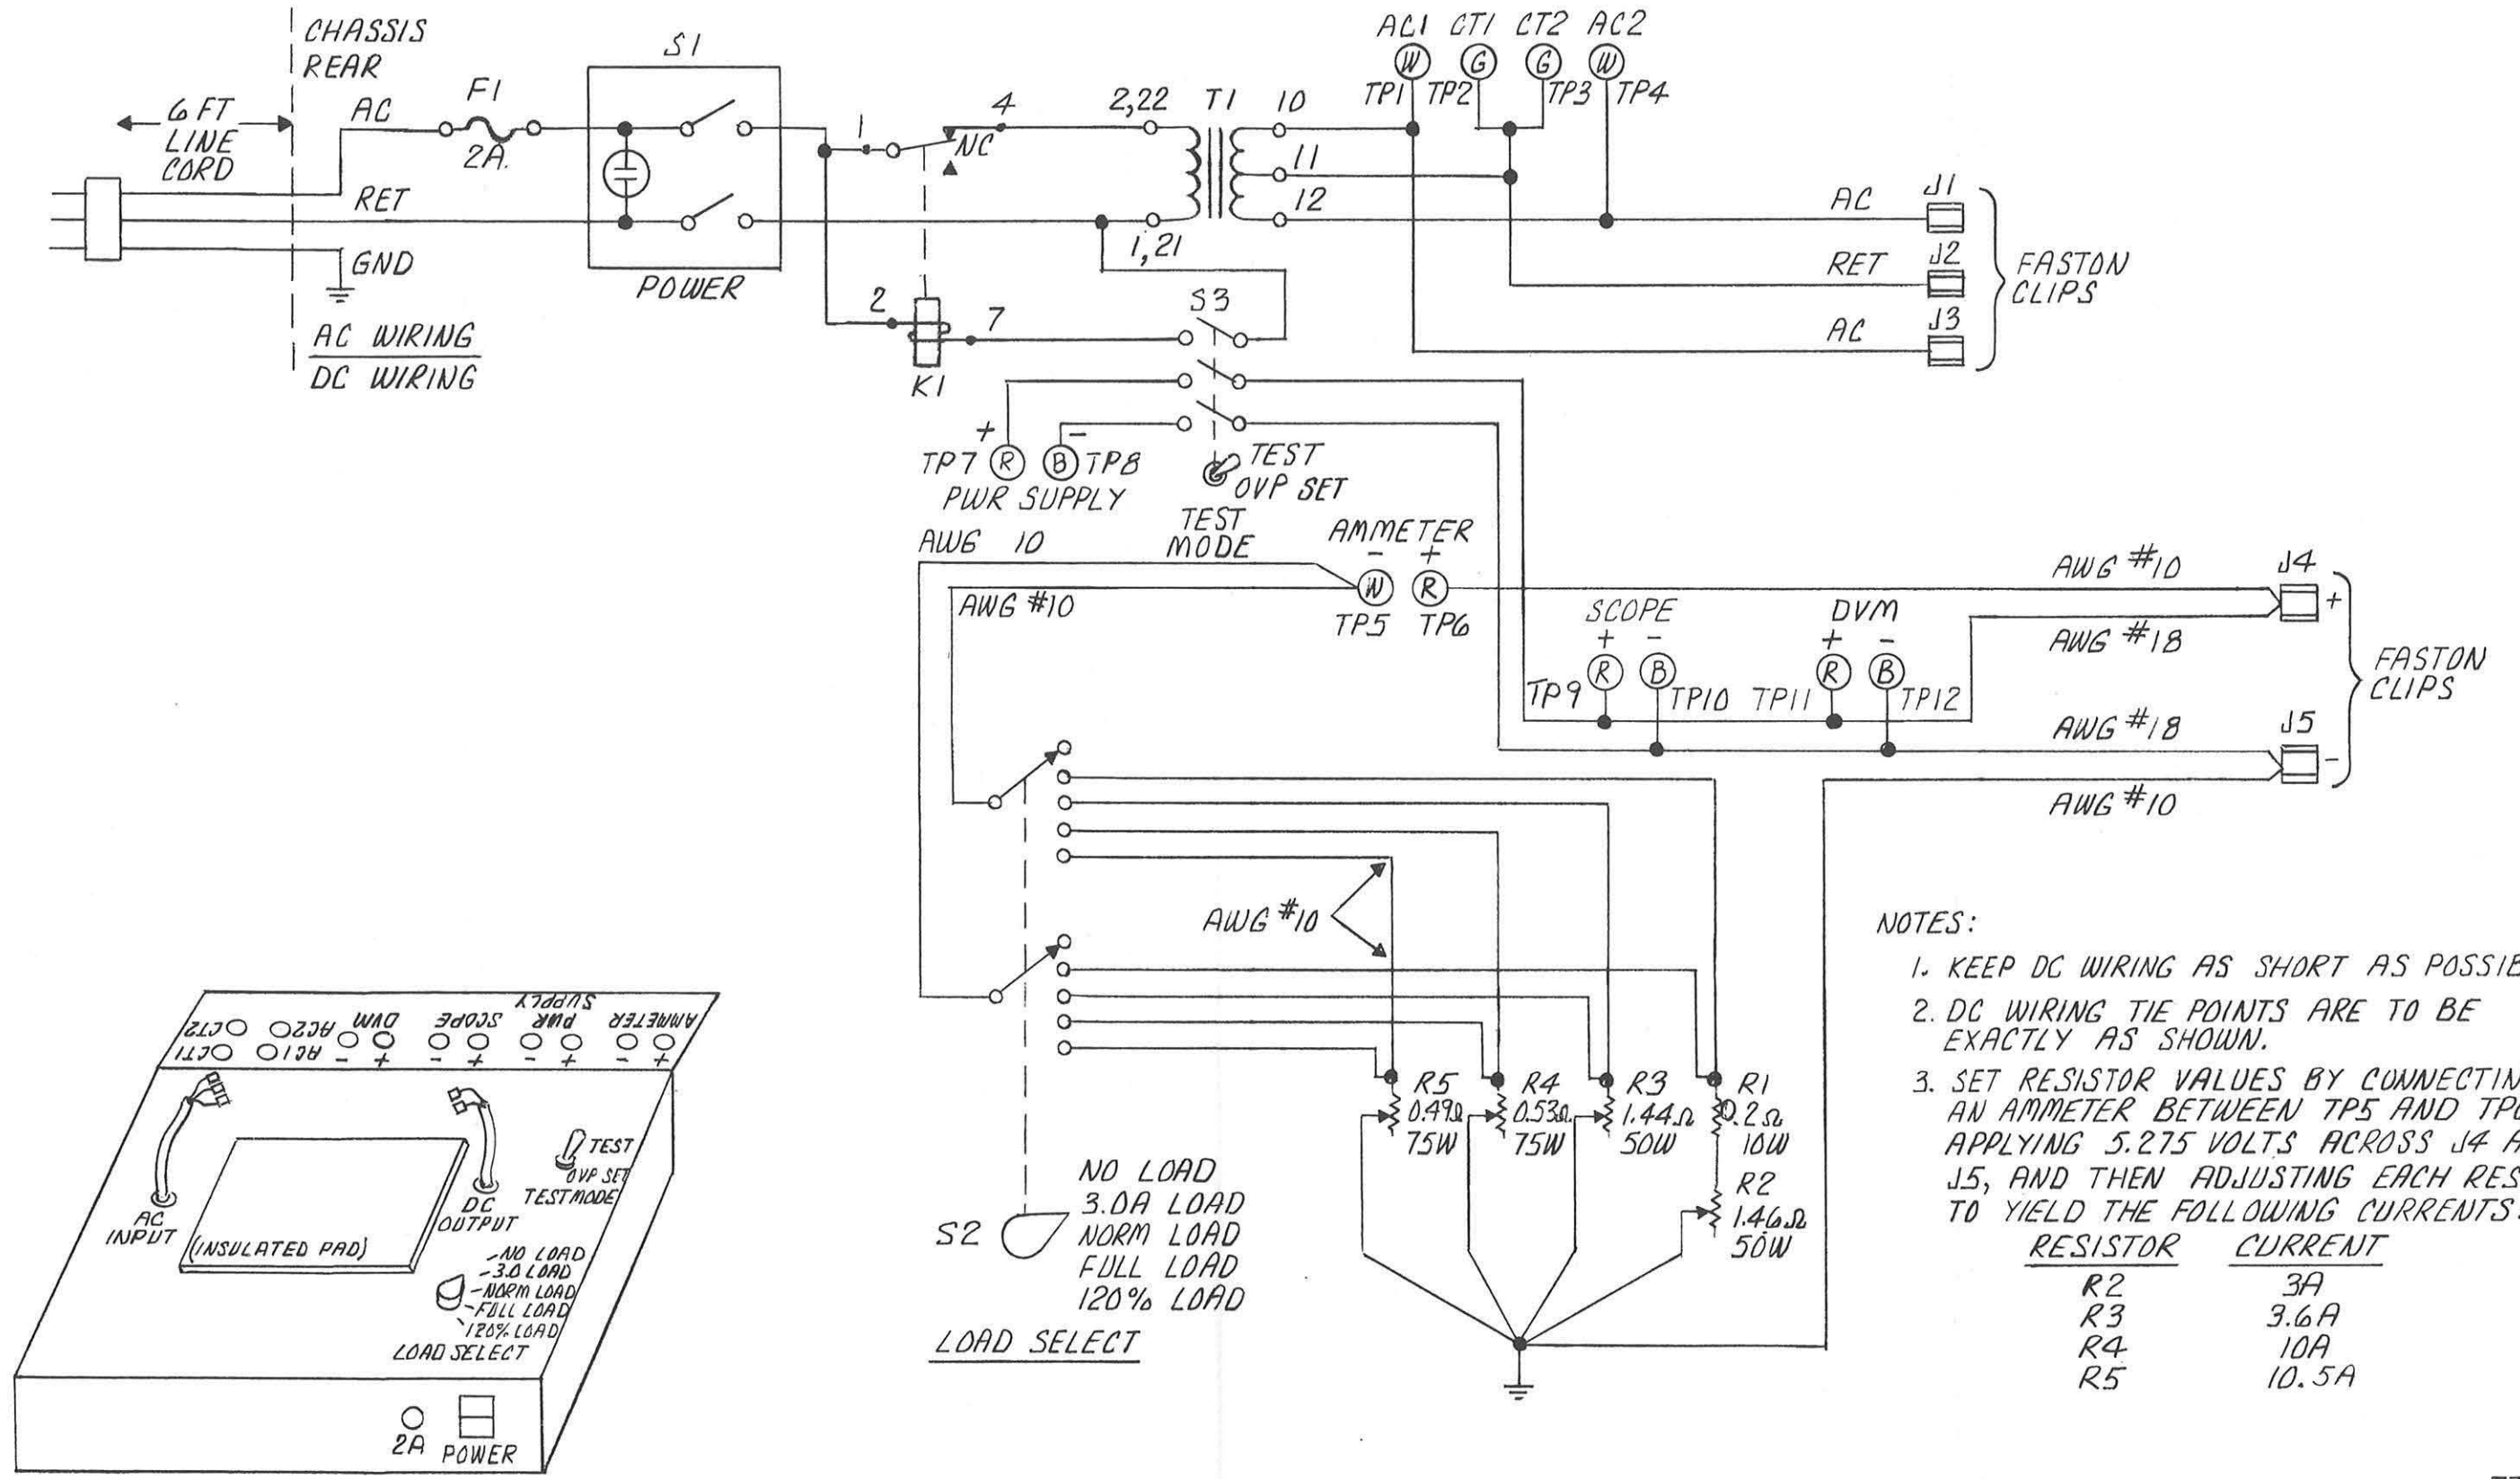 CHASSIS
REAR
6 FT
LINE
CORD
AC
F1
2A.
RET
GND
AC WIRING
DC WIRING
S1
POWER
1
4
NC
2,22
T1
10
11
12
1,21
2
7
K1
S3
AC1 CT1 CT2 AC2
W G G W
TP1 TP2 TP3 TP4
AC J1
RET J2
AC J3
FASTON
CLIPS
+ -
TP7 R B TP8
PWR SUPPLY
TEST
OVP SET
TEST
MODE
AWG 10
AWG #10
AMMETER
- +
W R
TP5 TP6
SCOPE
+ -
R B
TP9 TP10
DVM
+ -
R B
TP11 TP12
AWG #10
J4
+
AWG #18
AWG #18
J5
-
AWG #10
FASTON
CLIPS
AWG #10
R5
0.49Ω
75W
R4
0.53Ω
75W
R3
1.44Ω
50W
R1
0.2Ω
10W
R2
1.46Ω
50W
S2
NO LOAD
3.0A LOAD
NORM LOAD
FULL LOAD
120% LOAD
LOAD SELECT
NOTES:
1. KEEP DC WIRING AS SHORT AS
2. DC WIRING TIE POINTS ARE TO BE
EXACTLY AS SHOWN.
3. SET RESISTOR VALUES BY
AN AMMETER BETWEEN TP5 AND
APPLYING 5.275 VOLTS ACROSS J4
J5, AND THEN ADJUSTING EACH
TO YIELD THE FOLLOWING CURRENTS
RESISTOR CURRENT
R2 3A
R3 3.6A
R4 10A
R5 10.5A
CT2 AC2 DVM SCOPE PWR SUPPLY AMMETER
CT1 AC1 - + - + - + - +
AC
INPUT
(INSULATED PAD)
DC
OUTPUT
TEST
OVP SET
TEST MODE
NO LOAD
3.0 LOAD
NORM LOAD
FULL LOAD
120% LOAD
LOAD SELECT
2A
POWER